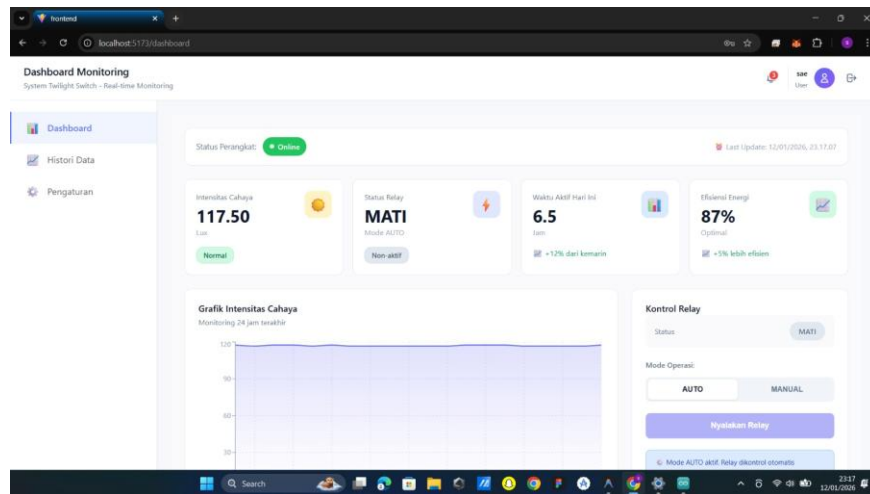 frontend
localhost:5173/dashboard
Dashboard Monitoring
System Twilight Switch - Real-time Monitoring
sae
User
Dashboard
Histori Data
Pengaturan
Status Perangkat:
Online
Last Update: 12/01/2026, 23.17.07
Intensitas Cahaya
117.50
Lux
Normal
Status Relay
MATI
Mode AUTO
Non-aktif
Waktu Aktif Hari Ini
6.5
Jam
+12% dari kemarin
Efisiensi Energi
87%
Optimal
+5% lebih efisien
Grafik Intensitas Cahaya
Monitoring 24 jam terakhir
120
90
60
30
Kontrol Relay
Status
MATI
Mode Operasi:
AUTO
MANUAL
Nyalakan Relay
Mode AUTO aktif. Relay dikontrol otomatis
Search
23.17
12/01/2026